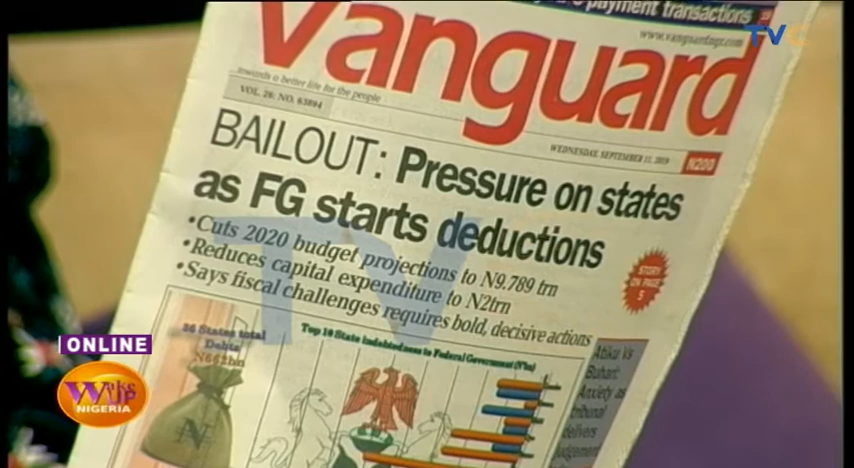 payment transactions
TVC
www.vanguardngr.com
Vanguard
towards a better life for the people
VOL. 26: NO. 63894
WEDNESDAY, SEPTEMBER 11, 2019
N200
BAILOUT: Pressure on states
as FG starts deductions
•Cuts 2020 budget projections to N9.789 trn
•Reduces capital expenditure to N2trn
•Says fiscal challenges requires bold, decisive actions
STORY
ON PAGE
5
36 States total
Debts
N662bn
Top 10 State Indebtedness to Federal Government (N'bn)
N
Atiku Vs
Buhari:
Anxiety as
tribunal
delivers
judgement
TV
ONLINE
Wake
UP
NIGERIA